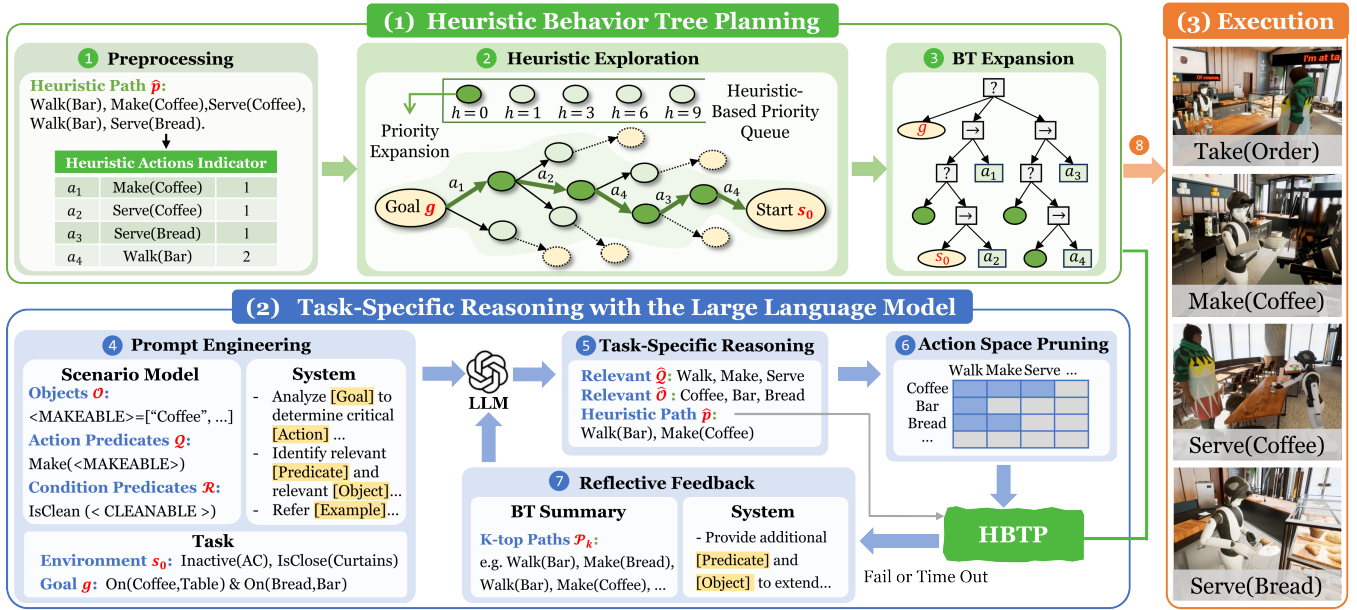 (1) Heuristic Behavior Tree Planning
1 Preprocessing
Heuristic Path p̂:
Walk(Bar), Make(Coffee),Serve(Coffee),
Walk(Bar), Serve(Bread).
Heuristic Actions Indicator
a₁ Make(Coffee) 1
a₂ Serve(Coffee) 1
a₃ Serve(Bread) 1
a₄ Walk(Bar) 2
2 Heuristic Exploration
h = 0 h = 1 h = 3 h = 6 h = 9
Heuristic-
Based Priority
Queue
Priority
Expansion
Goal g
a₁
a₂
a₄
a₃
a₄
Start s₀
3 BT Expansion
?
g → →
? a₁ ? a₃
→ →
s₀ a₂ a₄
8
(3) Execution
I'm at ta
Of course,
Take(Order)
Make(Coffee)
Serve(Coffee)
Serve(Bread)
(2) Task-Specific Reasoning with the Large Language Model
4 Prompt Engineering
Scenario Model
Objects 𝒪:
<MAKEABLE>=["Coffee", ...]
Action Predicates 𝒬:
Make(<MAKEABLE>)
Condition Predicates ℛ:
IsClean (< CLEANABLE >)
System
- Analyze [Goal] to
determine critical
[Action] ...
- Identify relevant
[Predicate] and
relevant [Object]...
- Refer [Example]...
Task
Environment s₀: Inactive(AC), IsClose(Curtains)
Goal g: On(Coffee,Table) & On(Bread,Bar)
LLM
5 Task-Specific Reasoning
Relevant 𝒬̂: Walk, Make, Serve
Relevant 𝒪̂: Coffee, Bar, Bread
Heuristic Path p̂:
Walk(Bar), Make(Coffee)
6 Action Space Pruning
Walk Make Serve ...
Coffee
Bar
Bread
...
7 Reflective Feedback
BT Summary
K-top Paths 𝒫ₖ:
e.g. Walk(Bar), Make(Bread),
Walk(Bar), Make(Coffee), ...
System
- Provide additional
[Predicate] and
[Object] to extend...
HBTP
Fail or Time Out